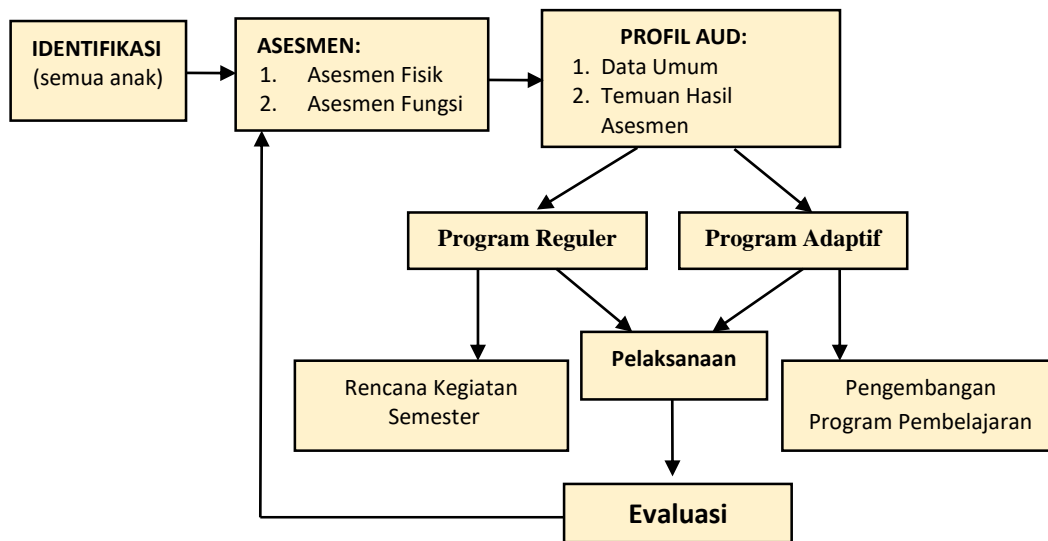 IDENTIFIKASI
(semua anak)
ASESMEN:
1. Asesmen Fisik
2. Asesmen Fungsi
PROFIL AUD:
1. Data Umum
2. Temuan Hasil
Asesmen
Program Reguler
Program Adaptif
Rencana Kegiatan
Semester
Pelaksanaan
Pengembangan
Program Pembelajaran
Evaluasi